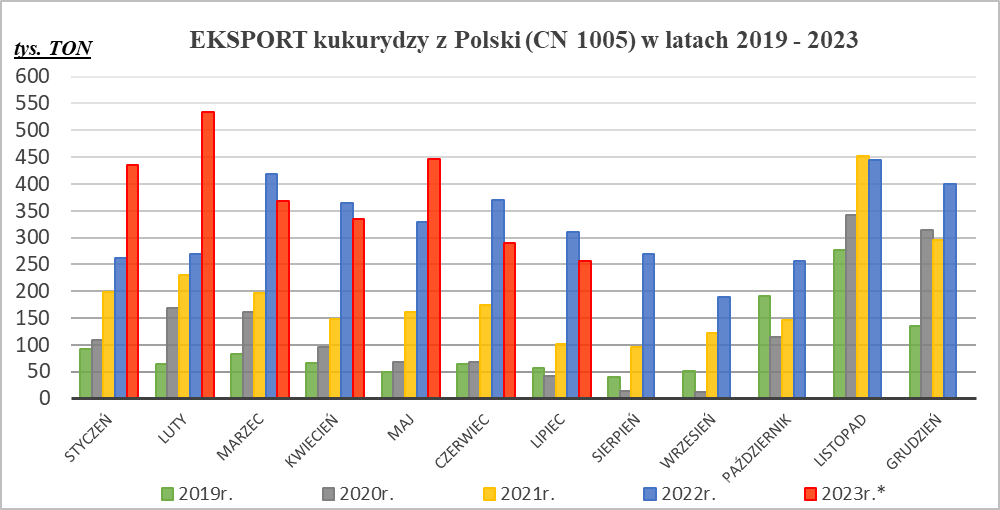 EKSPORT kukurydzy z Polski (CN 1005) w latach 2019 - 2023
tys. TON
600
550
500
450
400
350
300
250
200
150
100
50
0
STYCZEŃ
LUTY
MARZEC
KWIECIEŃ
MAJ
CZERWIEC
LIPIEC
SIERPIEŃ
WRZESIEŃ
PAŹDZIERNIK
LISTOPAD
GRUDZIEŃ
2019r. 2020r. 2021r. 2022r. 2023r.*